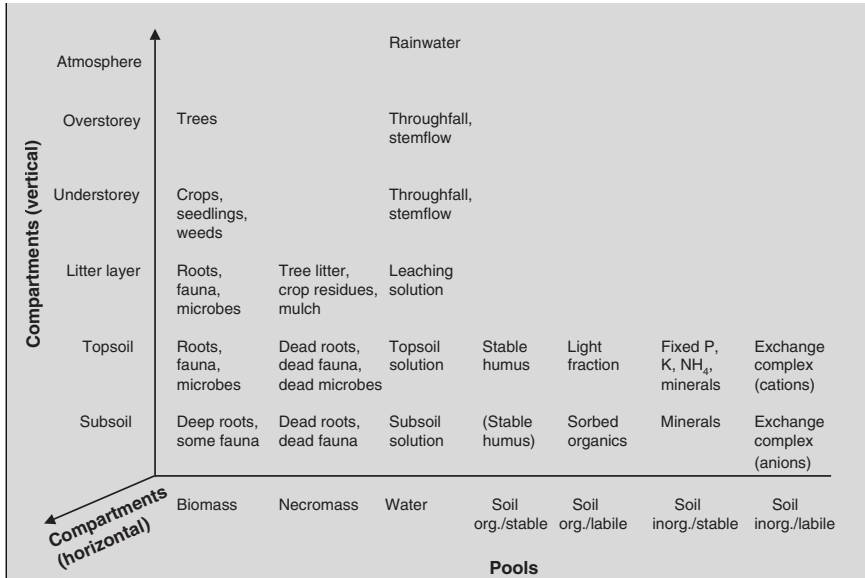 Compartments (vertical)
Atmosphere
Rainwater
Overstorey
Trees
Throughfall,
stemflow
Understorey
Crops,
seedlings,
weeds
Throughfall,
stemflow
Litter layer
Roots,
fauna,
microbes
Tree litter,
crop residues,
mulch
Leaching
solution
Topsoil
Roots,
fauna,
microbes
Dead roots,
dead fauna,
dead microbes
Topsoil
solution
Stable
humus
Light
fraction
Fixed P,
K, NH4,
minerals
Exchange
complex
(cations)
Subsoil
Deep roots,
some fauna
Dead roots,
dead fauna
Subsoil
solution
(Stable
humus)
Sorbed
organics
Minerals
Exchange
complex
(anions)
Compartments
(horizontal)
Biomass
Necromass
Water
Soil
org./stable
Soil
org./labile
Soil
inorg./stable
Soil
inorg./labile
Pools